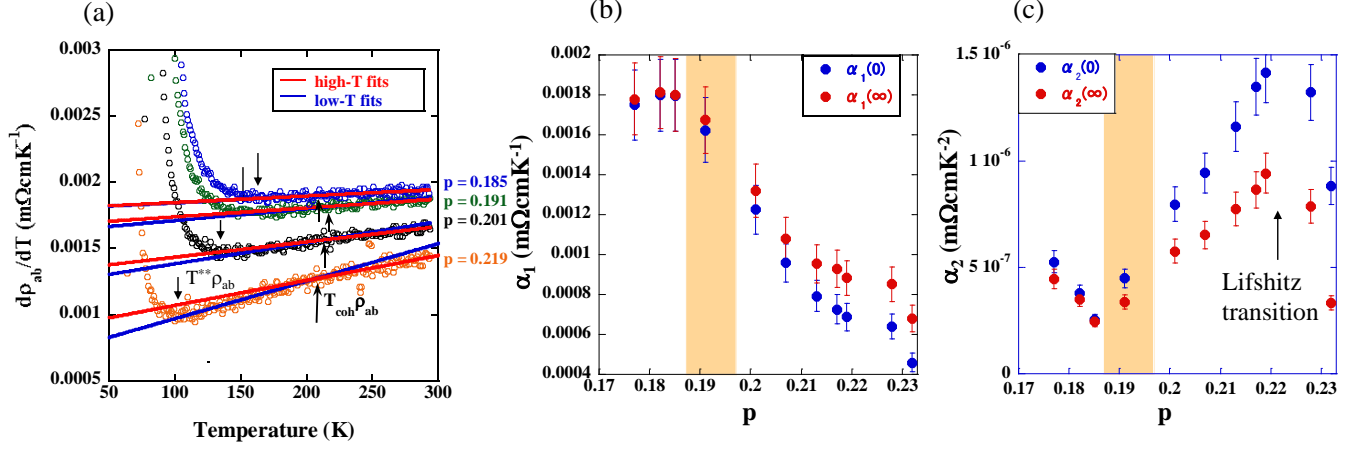 (a)
(b)
(c)
0.003
0.0025
0.002
0.0015
0.001
0.0005
50
100
150
200
250
300
dρab/dT (mΩcmK-1)
Temperature (K)
high-T fits
low-T fits
p = 0.185
p = 0.191
p = 0.201
p = 0.219
T**ρab
Tcohρab
0.002
0.0018
0.0016
0.0014
0.0012
0.001
0.0008
0.0006
0.0004
0.17
0.18
0.19
0.2
0.21
0.22
0.23
α1 (mΩcmK-1)
p
α1(0)
α1(∞)
1.5 10-6
1 10-6
5 10-7
0
0.17
0.18
0.19
0.2
0.21
0.22
0.23
α2 (mΩcmK-2)
p
α2(0)
α2(∞)
Lifshitz
transition